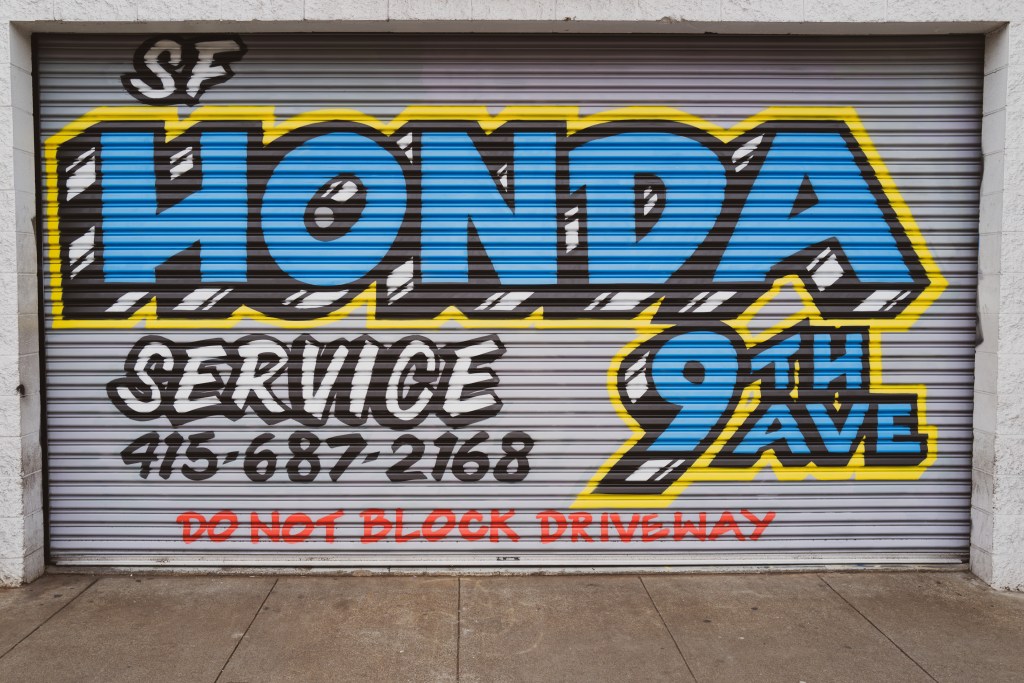 SF
HONDA
SERVICE
9TH
AVE
415-687-2168
DO NOT BLOCK DRIVEWAY